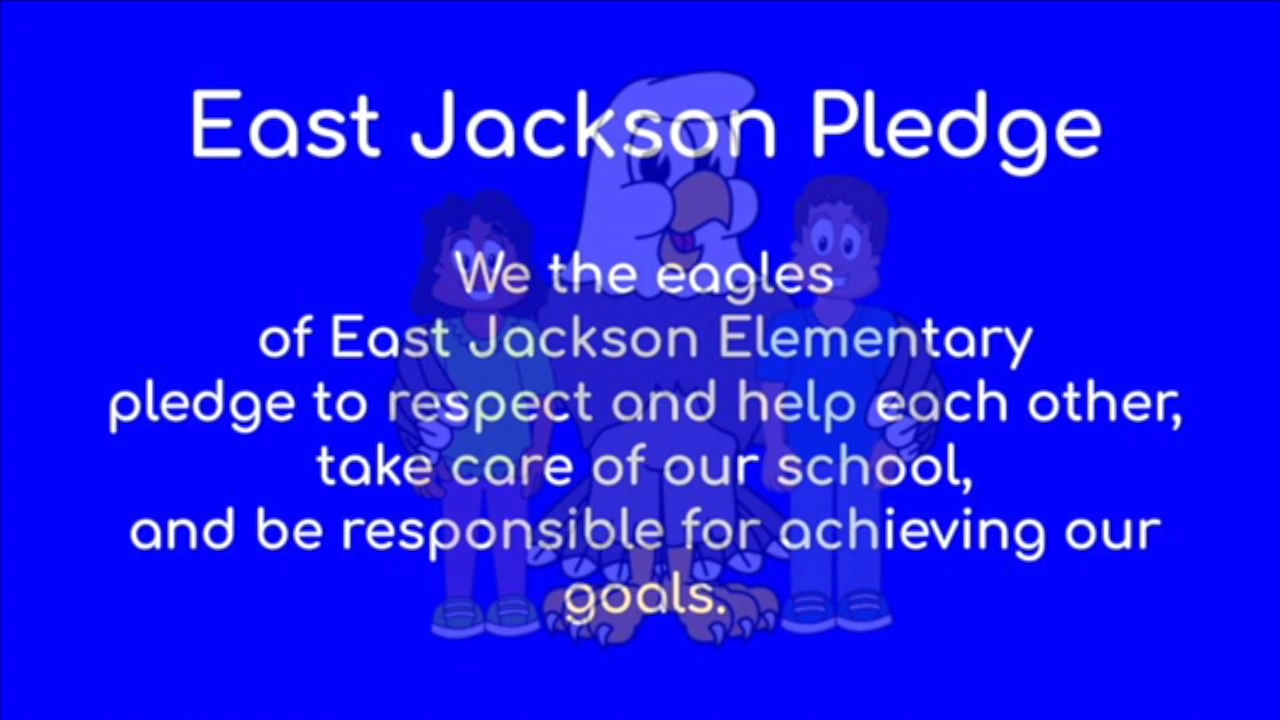 East Jackson Pledge
We the eagles
of East Jackson Elementary
pledge to respect and help each other,
take care of our school,
and be responsible for achieving our
goals.